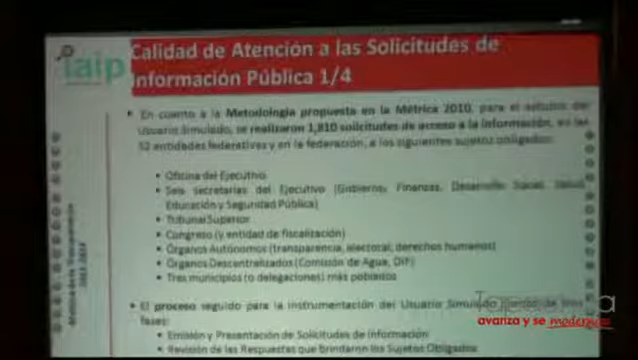 iaip
Calidad de Atención a las Solicitudes de
Información Pública 1/4
En cuanto a la Metodología propuesta en la Métrica 2010, para el estudio del
Usuario Simulado, se realizaron 1,810 solicitudes de acceso a la información, en las
32 entidades federativas y en la federación, a los siguientes sujetos obligados:
Oficina del Ejecutivo
Seis secretarías del Ejecutivo (Gobierno, Finanzas, Desarrollo Social, Salud,
Educación y Seguridad Pública)
Tribunal Superior
Congreso (y entidad de fiscalización)
Órganos Autónomos (transparencia, electoral, derechos humanos)
Órganos Descentralizados (Comisión de Agua, DIF)
Tres municipios (o delegaciones) más poblados
El proceso seguido para la instrumentación del Usuario Simulado
fases:
Emisión y Presentación de Solicitudes de Información
Revisión de las Respuestas que brindaron los Sujetos Obligados
avanza y se moderniza